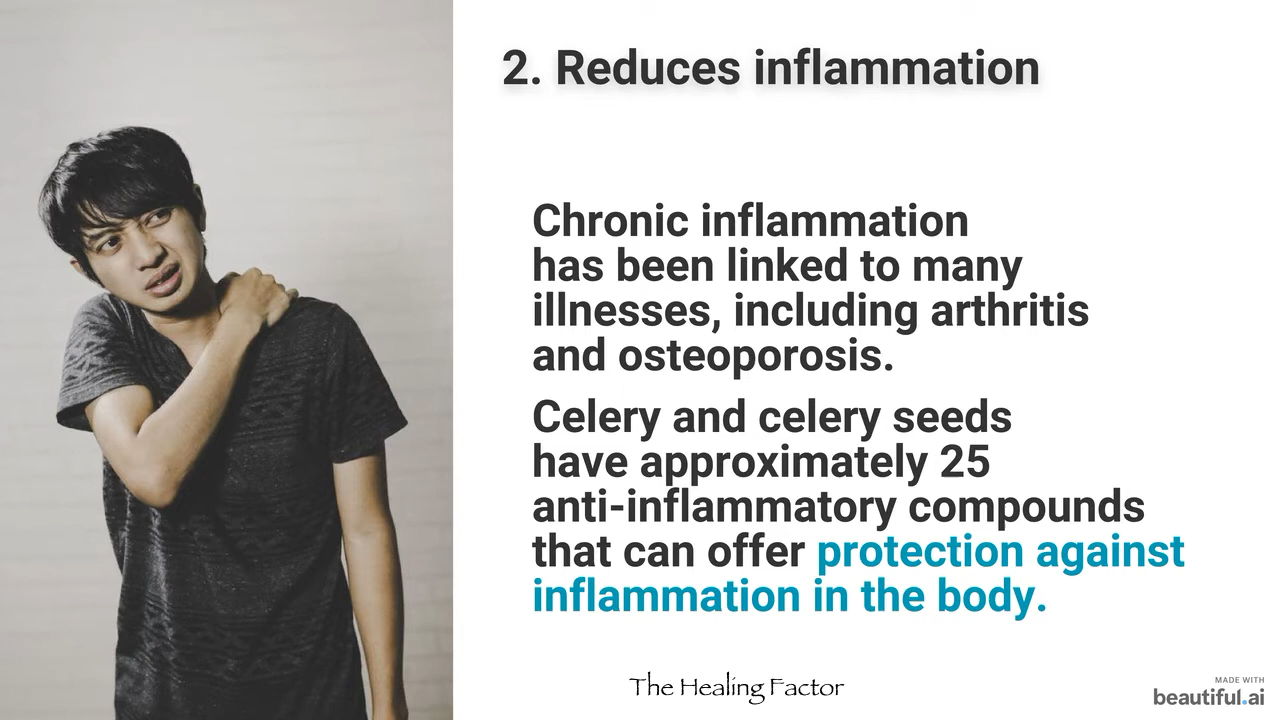 2. Reduces inflammation
Chronic inflammation
has been linked to many
illnesses, including arthritis
and osteoporosis.
Celery and celery seeds
have approximately 25
anti-inflammatory compounds
that can offer protection against
inflammation in the body.
The Healing Factor
MADE WITH
beautiful.ai